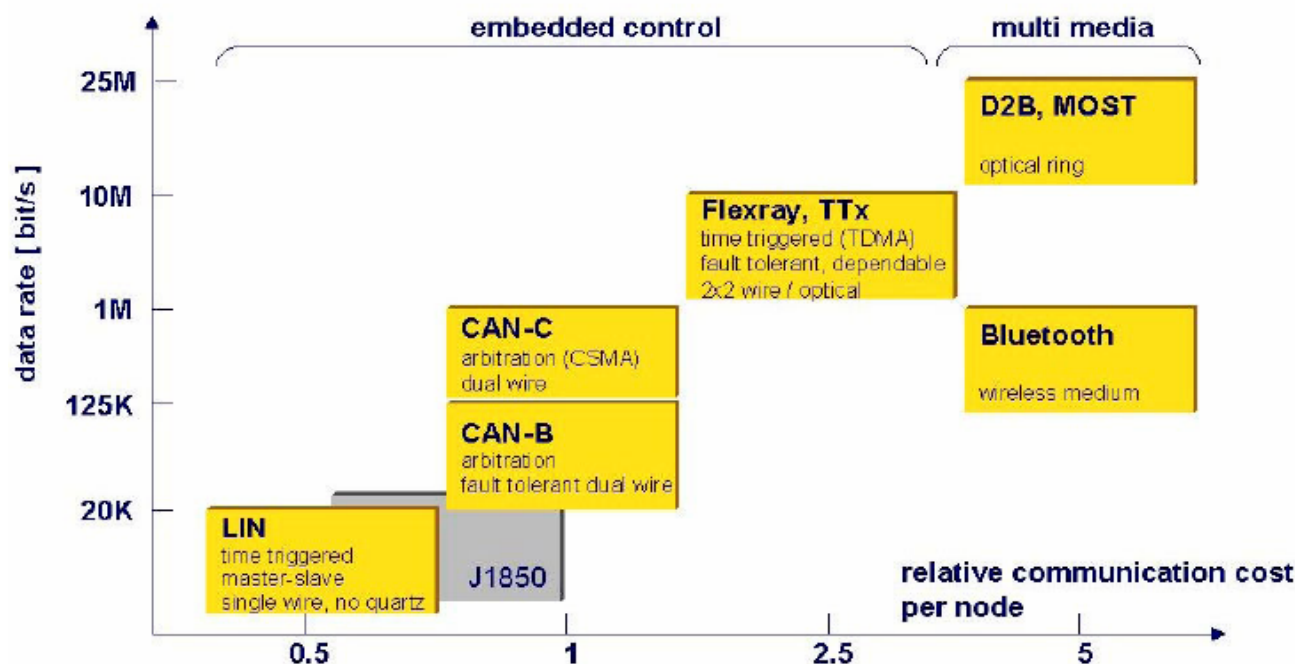 embedded control
multi media
data rate [ bit/s ]
25M
10M
1M
125K
20K
D2B, MOST
optical ring
Flexray, TTx
time triggered (TDMA)
fault tolerant, dependable
2x2 wire / optical
CAN-C
arbitration (CSMA)
dual wire
Bluetooth
wireless medium
CAN-B
arbitration
fault tolerant dual wire
LIN
time triggered
master-slave
single wire, no quartz
J1850
relative communication cost
per node
0.5
1
2.5
5